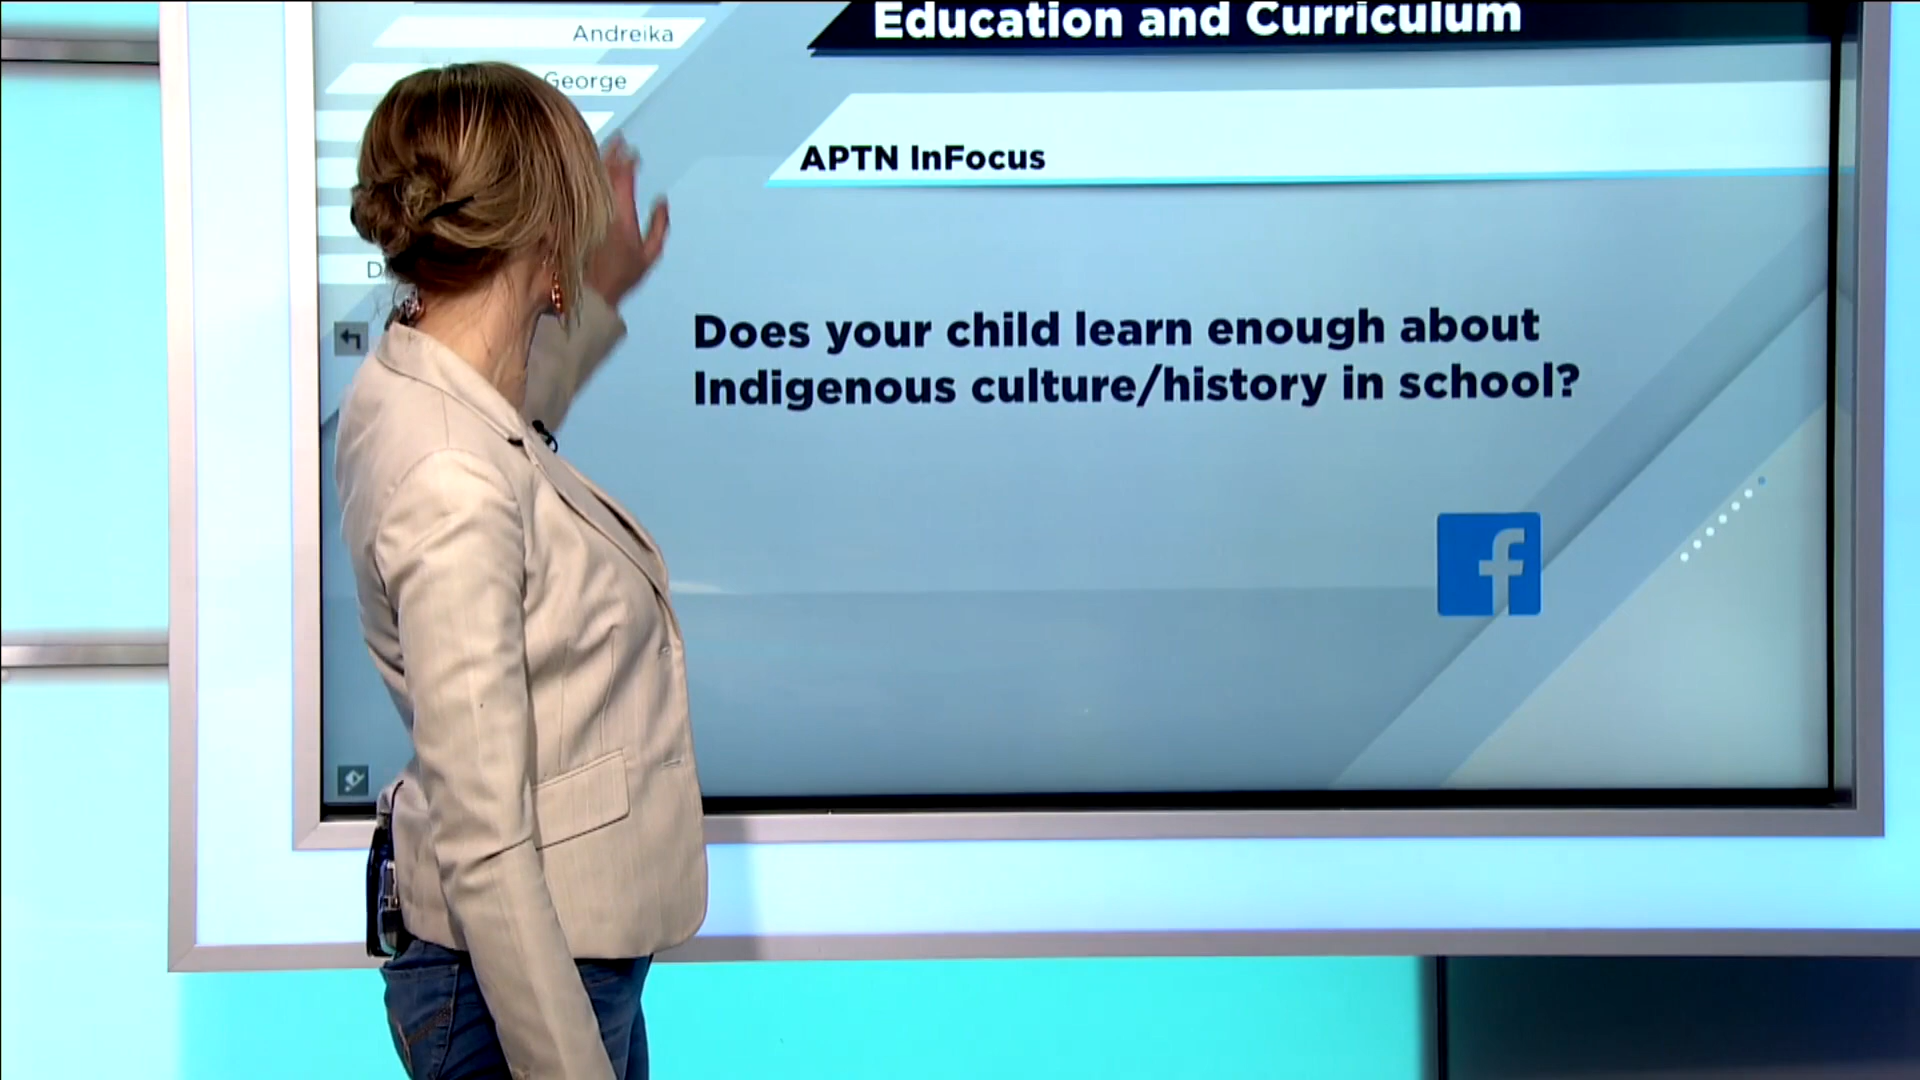 Andreika
George
Education and Curriculum
APTN InFocus
Does your child learn enough about
Indigenous culture/history in school?